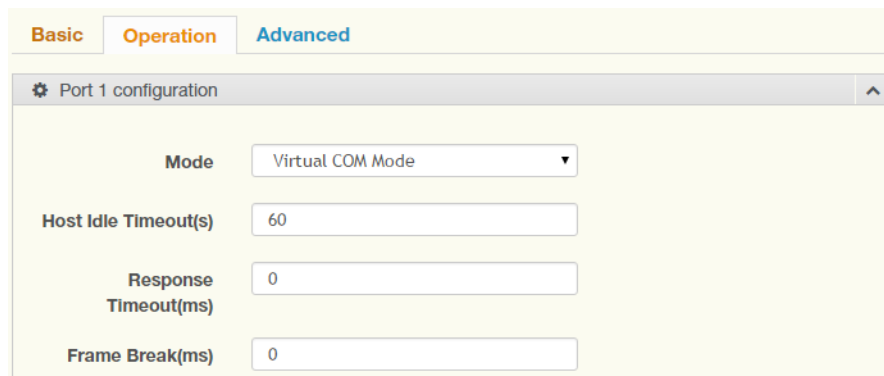 Basic Operation Advanced
Port 1 configuration
Mode Virtual COM Mode
Host Idle Timeout(s) 60
Response 0
Timeout(ms)
Frame Break(ms) 0